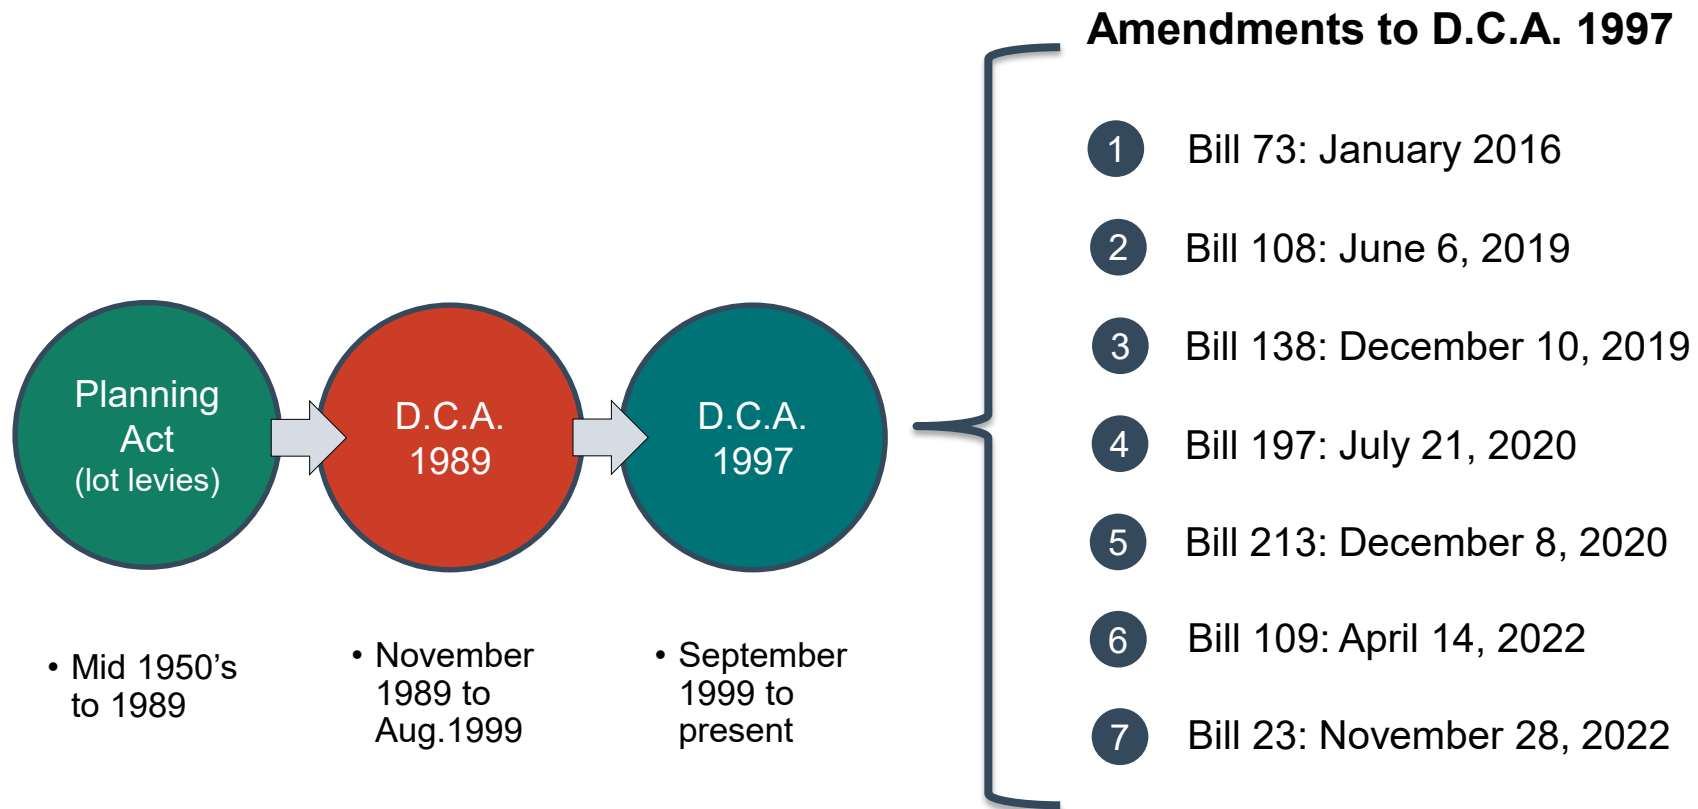 Planning
Act
(lot levies)
• Mid 1950's
to 1989
D.C.A.
1989
• November
1989 to
Aug.1999
D.C.A.
1997
• September
1999 to
present
Amendments to D.C.A. 1997
1 Bill 73: January 2016
2 Bill 108: June 6, 2019
3 Bill 138: December 10, 2019
4 Bill 197: July 21, 2020
5 Bill 213: December 8, 2020
6 Bill 109: April 14, 2022
7 Bill 23: November 28, 2022